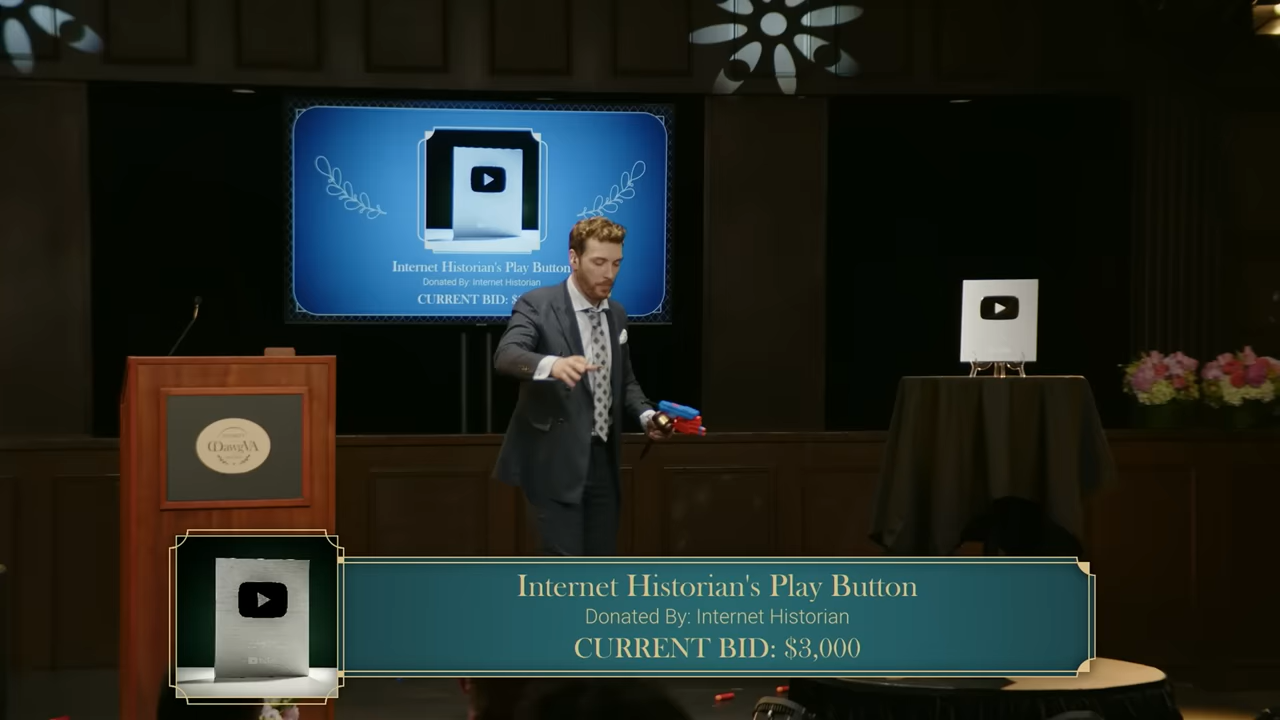 Internet Historian's Play Button
Donated By: Internet Historian
CURRENT BID: $
Internet Historian's Play Button
Donated By: Internet Historian
CURRENT BID: $3,000